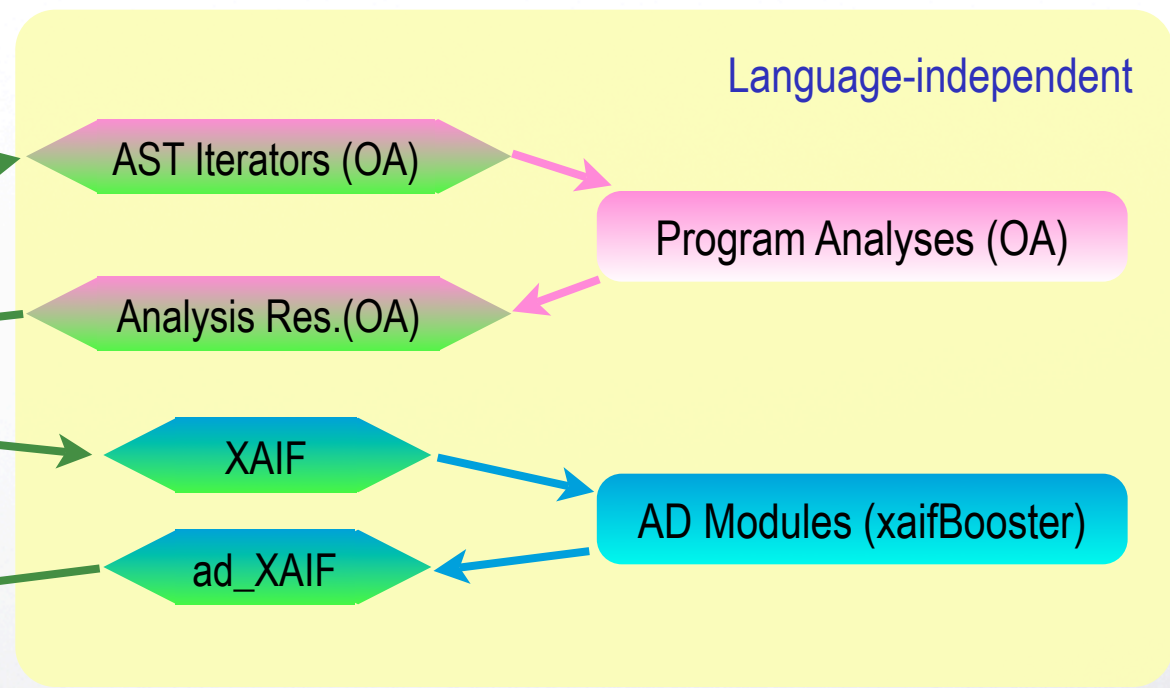 Language-independent
AST Iterators (OA)
Program Analyses (OA)
Analysis Res.(OA)
XAIF
AD Modules (xaifBooster)
ad_XAIF